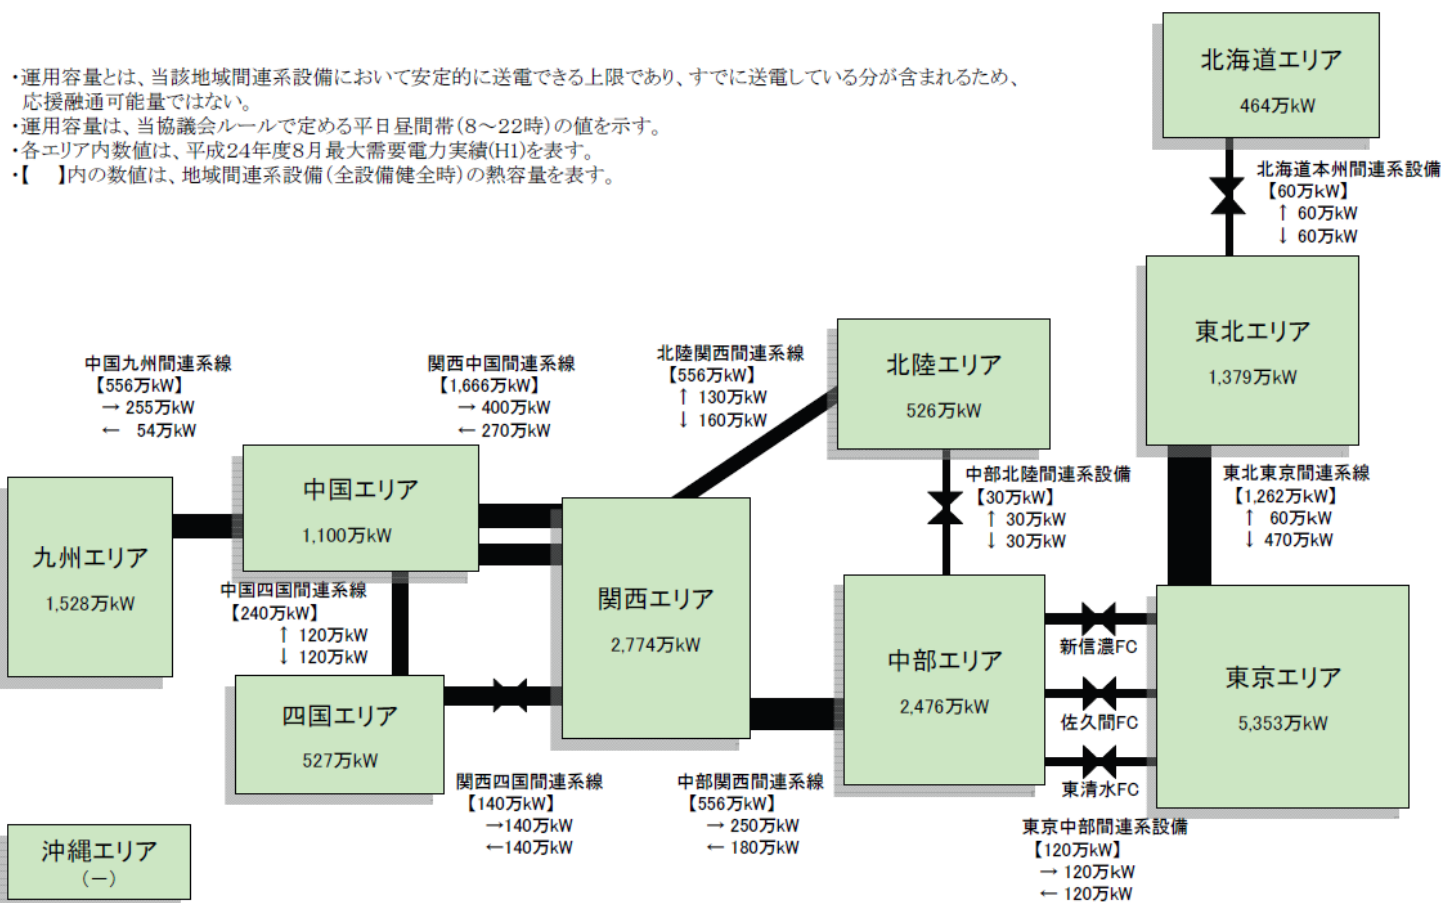 ・運用容量とは、当該地域間連系設備において安定的に送電できる上限であり、すでに送電している分が含まれるため、
応援融通可能量ではない。
・運用容量は、当協議会ルールで定める平日昼間帯(8～22時)の値を示す。
・各エリア内数値は、平成24年度8月最大需要電力実績(H1)を表す。
・【　】内の数値は、地域間連系設備(全設備健全時)の熱容量を表す。
北海道エリア
464万kW
北海道本州間連系設備
【60万kW】
↑ 60万kW
↓ 60万kW
東北エリア
1,379万kW
東北東京間連系線
【1,262万kW】
↑ 60万kW
↓ 470万kW
北陸エリア
526万kW
北陸関西間連系線
【556万kW】
↑ 130万kW
↓ 160万kW
中部北陸間連系設備
【30万kW】
↑ 30万kW
↓ 30万kW
中国九州間連系線
【556万kW】
→ 255万kW
← 54万kW
関西中国間連系線
【1,666万kW】
→ 400万kW
← 270万kW
九州エリア
1,528万kW
中国エリア
1,100万kW
中国四国間連系線
【240万kW】
↑ 120万kW
↓ 120万kW
四国エリア
527万kW
関西エリア
2,774万kW
関西四国間連系線
【140万kW】
→140万kW
←140万kW
中部関西間連系線
【556万kW】
→ 250万kW
← 180万kW
中部エリア
2,476万kW
新信濃FC
佐久間FC
東清水FC
東京エリア
5,353万kW
東京中部間連系設備
【120万kW】
→ 120万kW
← 120万kW
沖縄エリア
(－)